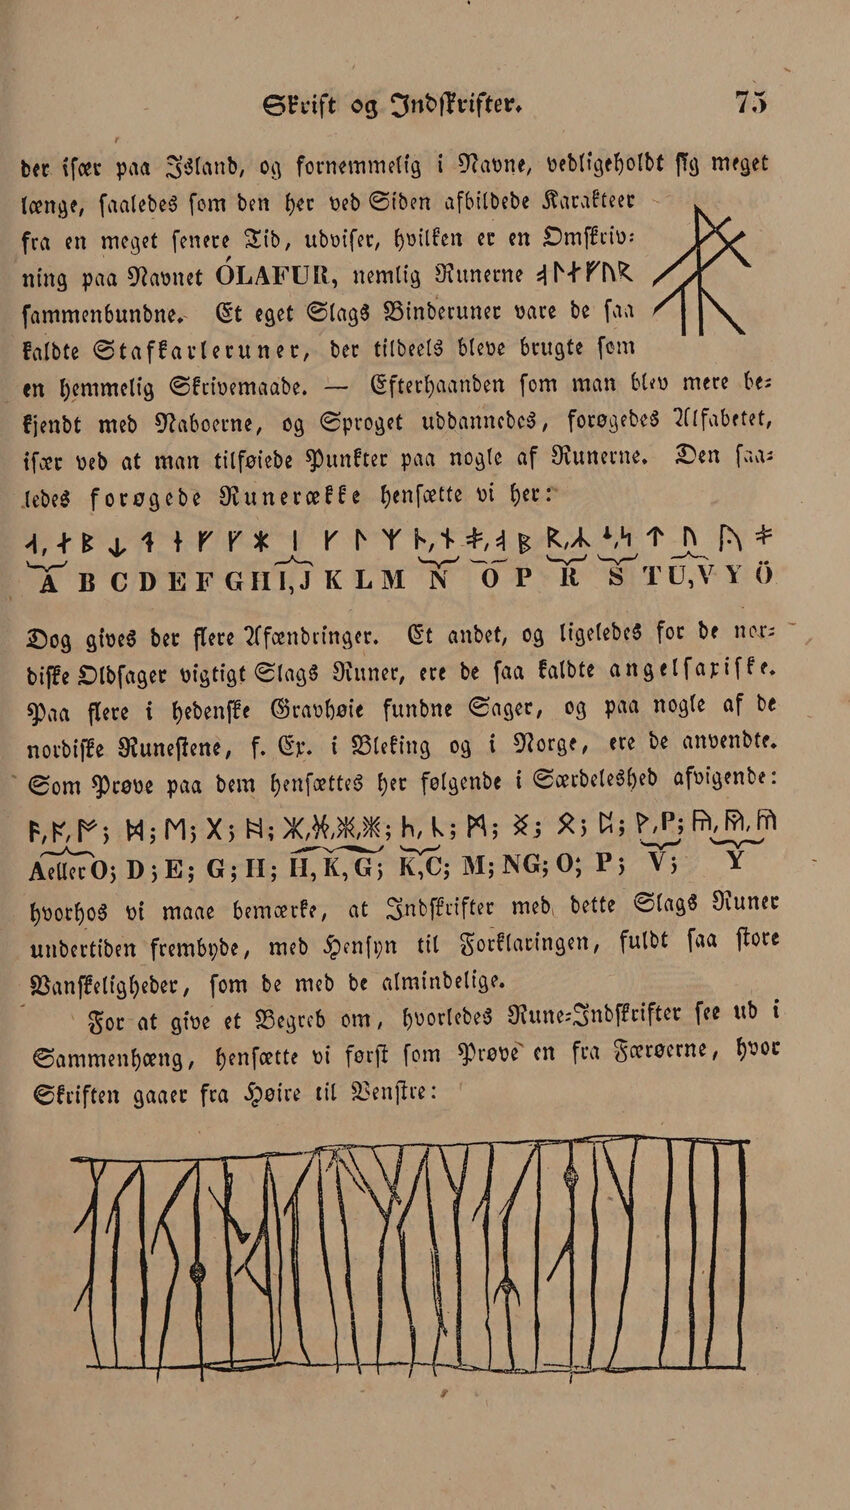 Skrift og Indskrifter. 75
der især paa Island, og fornemmelig i Navne, vedligeholdt sig meget
længe, saaledes som den her ved Siden afbildede Karakteer
fra en meget senere Tid, udviser, hvilken er en Omskriv-
ning paa Navnet ÓLAFUR, nemlig Runerne
sammenbundne. Et eget Slags Binderuner vare de saa
kaldte Stafkarleruner, der tildeels bleve brugte som
en hemmelig Skrivemaade. — Efterhaanden som man blev mere be-
kjendt med Naboerne, og Sproget uddannedes, forøgedes Alfabetet,
især ved at man tilføiede Punkter paa nogle af Runerne. Den saa-
ledes forøgede Runerække hensætte vi her:
A B C D E F G H I,J K L M N O P R S T U,V Y Ö
Dog gives der flere Afændringer. Et andet, og ligeledes for de nor-
diske Oldsager vigtigt Slags Runer, ere de saa kaldte angelsaxiske.
Paa flere i hedenske Gravhøie fundne Sager, og paa nogle af de
nordiske Runestene, f. Ex. i Bleking og i Norge, ere de anvendte.
Som Prøve paa dem hensættes her følgende i Særdeleshed afvigende:
A eller O; D; E; G; H; H, K, G; K, C; M; NG; O; P; V; Y
hvorhos vi maae bemærke, at Indskrifter med dette Slags Runer
undertiden frembyde, med Hensyn til Forklaringen, fuldt saa store
Vanskeligheder, som de med de almindelige.
For at give et Begreb om, hvorledes Rune-Indskrifter see ud i
Sammenhæng, hensætte vi først som Prøve en fra Færøerne, hvor
Skriften gaaer fra Høire til Venstre: